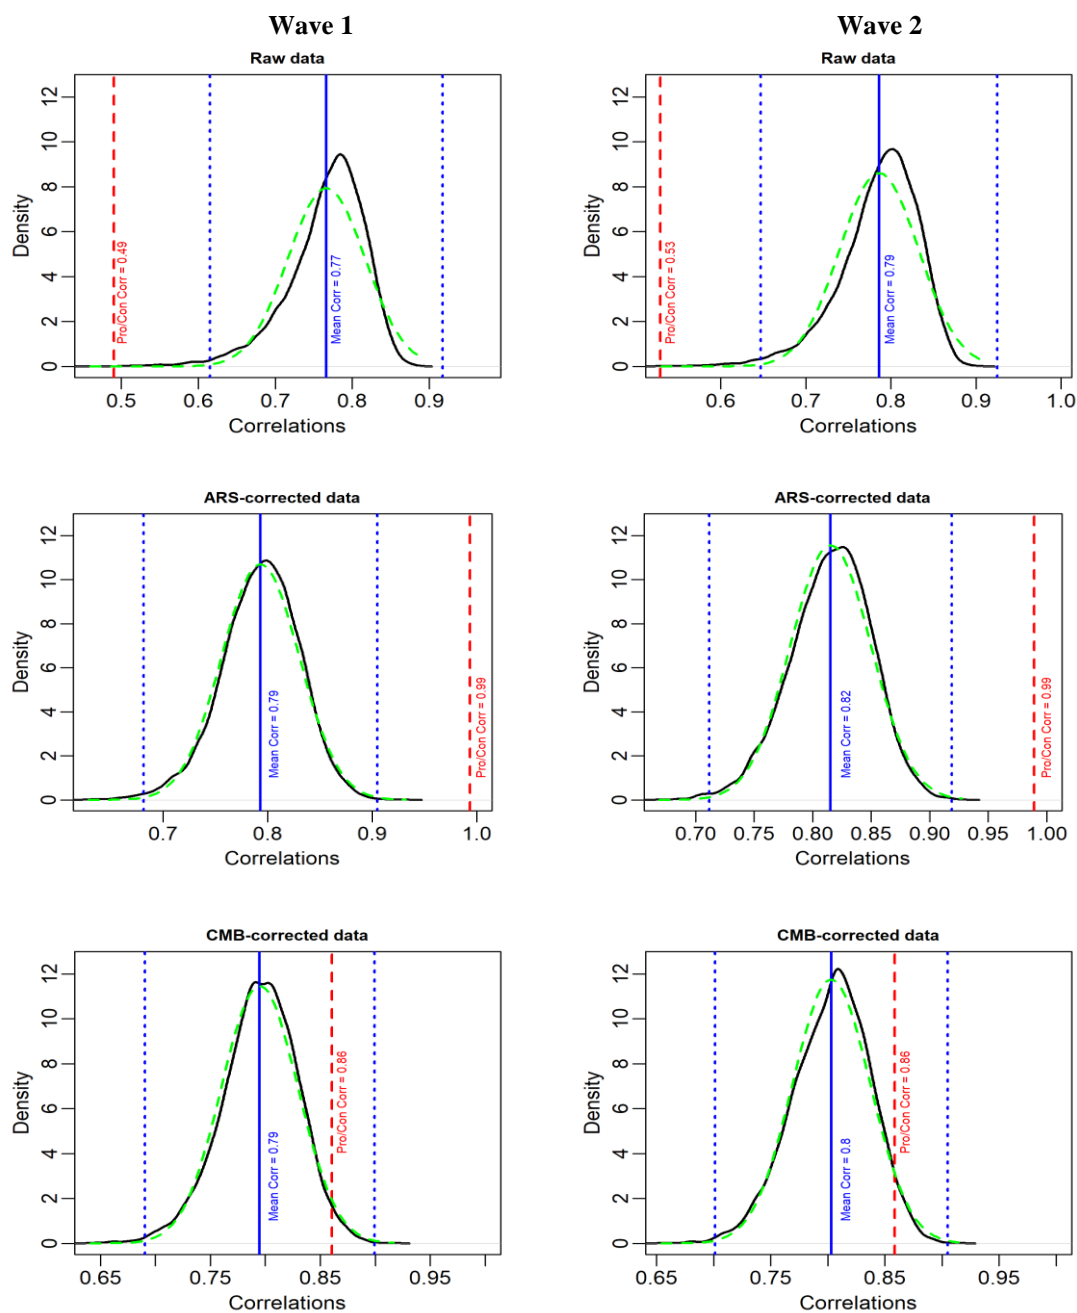 Wave 1
Wave 2
Raw data
Density
0 2 4 6 8 10 12
Pro/Con Corr = 0.49
Mean Corr = 0.77
0.5 0.6 0.7 0.8 0.9
Correlations
Raw data
Density
0 2 4 6 8 10 12
Pro/Con Corr = 0.53
Mean Corr = 0.79
0.6 0.7 0.8 0.9 1.0
Correlations
ARS-corrected data
Density
0 2 4 6 8 10 12
Mean Corr = 0.79
Pro/Con Corr = 0.99
0.7 0.8 0.9 1.0
Correlations
ARS-corrected data
Density
0 2 4 6 8 10 12
Mean Corr = 0.82
Pro/Con Corr = 0.99
0.70 0.75 0.80 0.85 0.90 0.95 1.00
Correlations
CMB-corrected data
Density
0 2 4 6 8 10 12
Mean Corr = 0.79
Pro/Con Corr = 0.86
0.65 0.75 0.85 0.95
Correlations
CMB-corrected data
Density
0 2 4 6 8 10 12
Mean Corr = 0.8
Pro/Con Corr = 0.86
0.65 0.75 0.85 0.95
Correlations